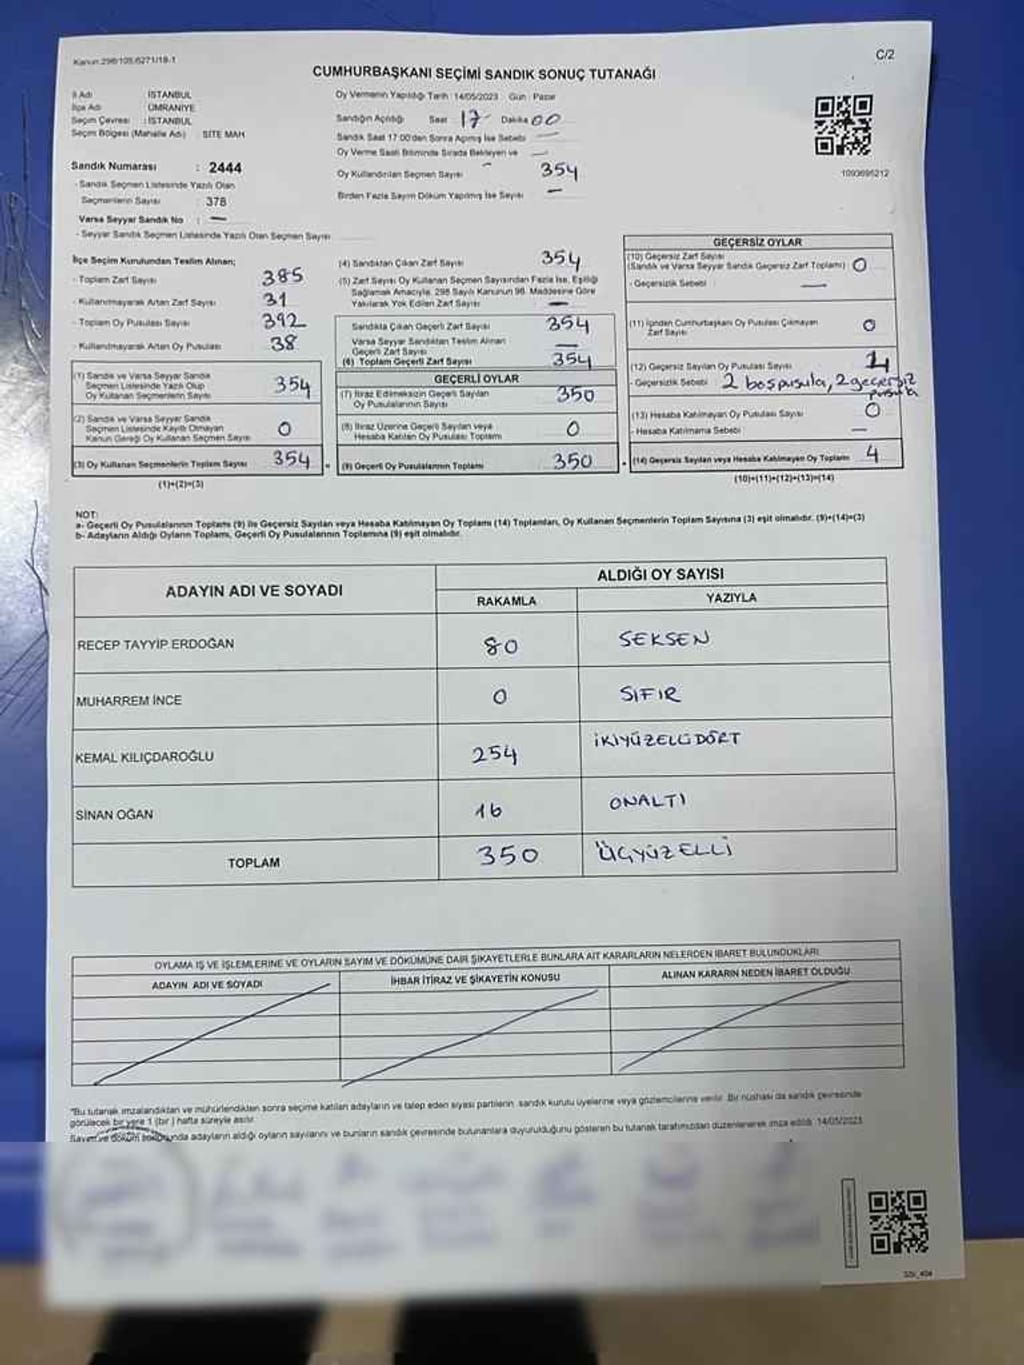 Kanun:298/105,6271/18-1
C/2
CUMHURBAŞKANI SEÇİMİ SANDIK SONUÇ TUTANAĞI
İl Adı İSTANBUL
İlçe Adı ÜMRANİYE
Seçim Çevresi : İSTANBUL
Seçim Bölgesi (Mahalle Adı) SİTE MAH
Sandık Numarası : 2444
- Sandık Seçmen Listesinde Yazılı Olan
Seçmenlerin Sayısı : 378
Varsa Seyyar Sandık No : —
- Seyyar Sandık Seçmen Listesinde Yazılı Olan Seçmen Sayısı
Oy Vermenin Yapıldığı Tarih : 14/05/2023 Gün : Pazar
Sandığın Açıldığı Saat 17 Dakika 00
Sandık Saat 17:00'den Sonra Açılmış İse Sebebi —
Oy Verme Saati Bitiminde Sırada Bekleyen ve —
Oy Kullandırılan Seçmen Sayısı 354
Birden Fazla Sayım Döküm Yapılmış İse Sayısı —
1093695212
İlçe Seçim Kurulundan Teslim Alınan;
- Toplam Zarf Sayısı 385
- Kullanılmayarak Artan Zarf Sayısı 31
- Toplam Oy Pusulası Sayısı 392
- Kullanılmayarak Artan Oy Pusulası 38
(1) Sandık ve Varsa Seyyar Sandık
Seçmen Listesinde Yazılı Olup
Oy Kullanan Seçmenlerin Sayısı 354
(2) Sandık ve Varsa Seyyar Sandık
Seçmen Listesinde Kayıtlı Olmayan
Kanun Gereği Oy Kullanan Seçmen Sayısı 0
(3) Oy Kullanan Seçmenlerin Toplam Sayısı 354
(1)+(2)=(3)
(4) Sandıktan Çıkan Zarf Sayısı 354
(5) Zarf Sayısı Oy Kullanan Seçmen Sayısından Fazla İse, Eşitliği
Sağlamak Amacıyla, 298 Sayılı Kanunun 98. Maddesine Göre
Yakılarak Yok Edilen Zarf Sayısı —
Sandıkta Çıkan Geçerli Zarf Sayısı 354
Varsa Seyyar Sandıktan Teslim Alınan
Geçerli Zarf Sayısı —
(6) Toplam Geçerli Zarf Sayısı 354
GEÇERLİ OYLAR
(7) İtiraz Edilmeksizin Geçerli Sayılan
Oy Pusulalarının Sayısı 350
(8) İtiraz Üzerine Geçerli Sayılan veya
Hesaba Katılan Oy Pusulası Toplamı 0
(9) Geçerli Oy Pusulalarının Toplamı 350
GEÇERSİZ OYLAR
(10) Geçersiz Zarf Sayısı
(Sandık ve Varsa Seyyar Sandık Geçersiz Zarf Toplamı) 0
- Geçersizlik Sebebi —
(11) İçinden Cumhurbaşkanı Oy Pusulası Çıkmayan
Zarf Sayısı 0
(12) Geçersiz Sayılan Oy Pusulası Sayısı 4
- Geçersizlik Sebebi 2 boş pusula, 2 geçersiz
pusula
(13) Hesaba Katılmayan Oy Pusulası Sayısı 0
- Hesaba Katılmama Sebebi —
(14) Geçersiz Sayılan veya Hesaba Katılmayan Oy Toplamı 4
(10)+(11)+(12)+(13)=(14)
NOT:
a- Geçerli Oy Pusulalarının Toplamı (9) ile Geçersiz Sayılan veya Hesaba Katılmayan Oy Toplamı (14) Toplamları, Oy Kullanan Seçmenlerin Toplam Sayısına (3) eşit olmalıdır. (9)+(14)=(3)
b- Adayların Aldığı Oyların Toplamı, Geçerli Oy Pusulalarının Toplamına (9) eşit olmalıdır.
ADAYIN ADI VE SOYADI ALDIĞI OY SAYISI
RAKAMLA YAZIYLA
RECEP TAYYİP ERDOĞAN 80 SEKSEN
MUHARREM İNCE 0 SIFIR
KEMAL KILIÇDAROĞLU 254 İKİYÜZELLİDÖRT
SİNAN OĞAN 16 ONALTI
TOPLAM 350 ÜÇYÜZELLİ
OYLAMA İŞ VE İŞLEMLERİNE VE OYLARIN SAYIM VE DÖKÜMÜNE DAİR ŞİKAYETLERLE BUNLARA AİT KARARLARIN NELERDEN İBARET BULUNDUKLARI
ADAYIN ADI VE SOYADI İHBAR İTİRAZ VE ŞİKAYETİN KONUSU ALINAN KARARIN NEDEN İBARET OLDUĞU
"Bu tutanak imzalandıktan ve mühürlendikten sonra seçime katılan adayların ve talep eden siyasi partilerin, sandık kurulu üyelerine veya gözlemcilerine verilir. Bir nüshası da sandık çevresinde
görülecek bir yere 1 (bir) hafta süreyle asılır.
Sayım ve döküm sonucunda adayların aldığı oyların sayılarını ve bunların sandık çevresinde bulunanlara duyurulduğunu gösteren bu tutanak tarafımızdan düzenlenerek imza edildi. 14/05/2023